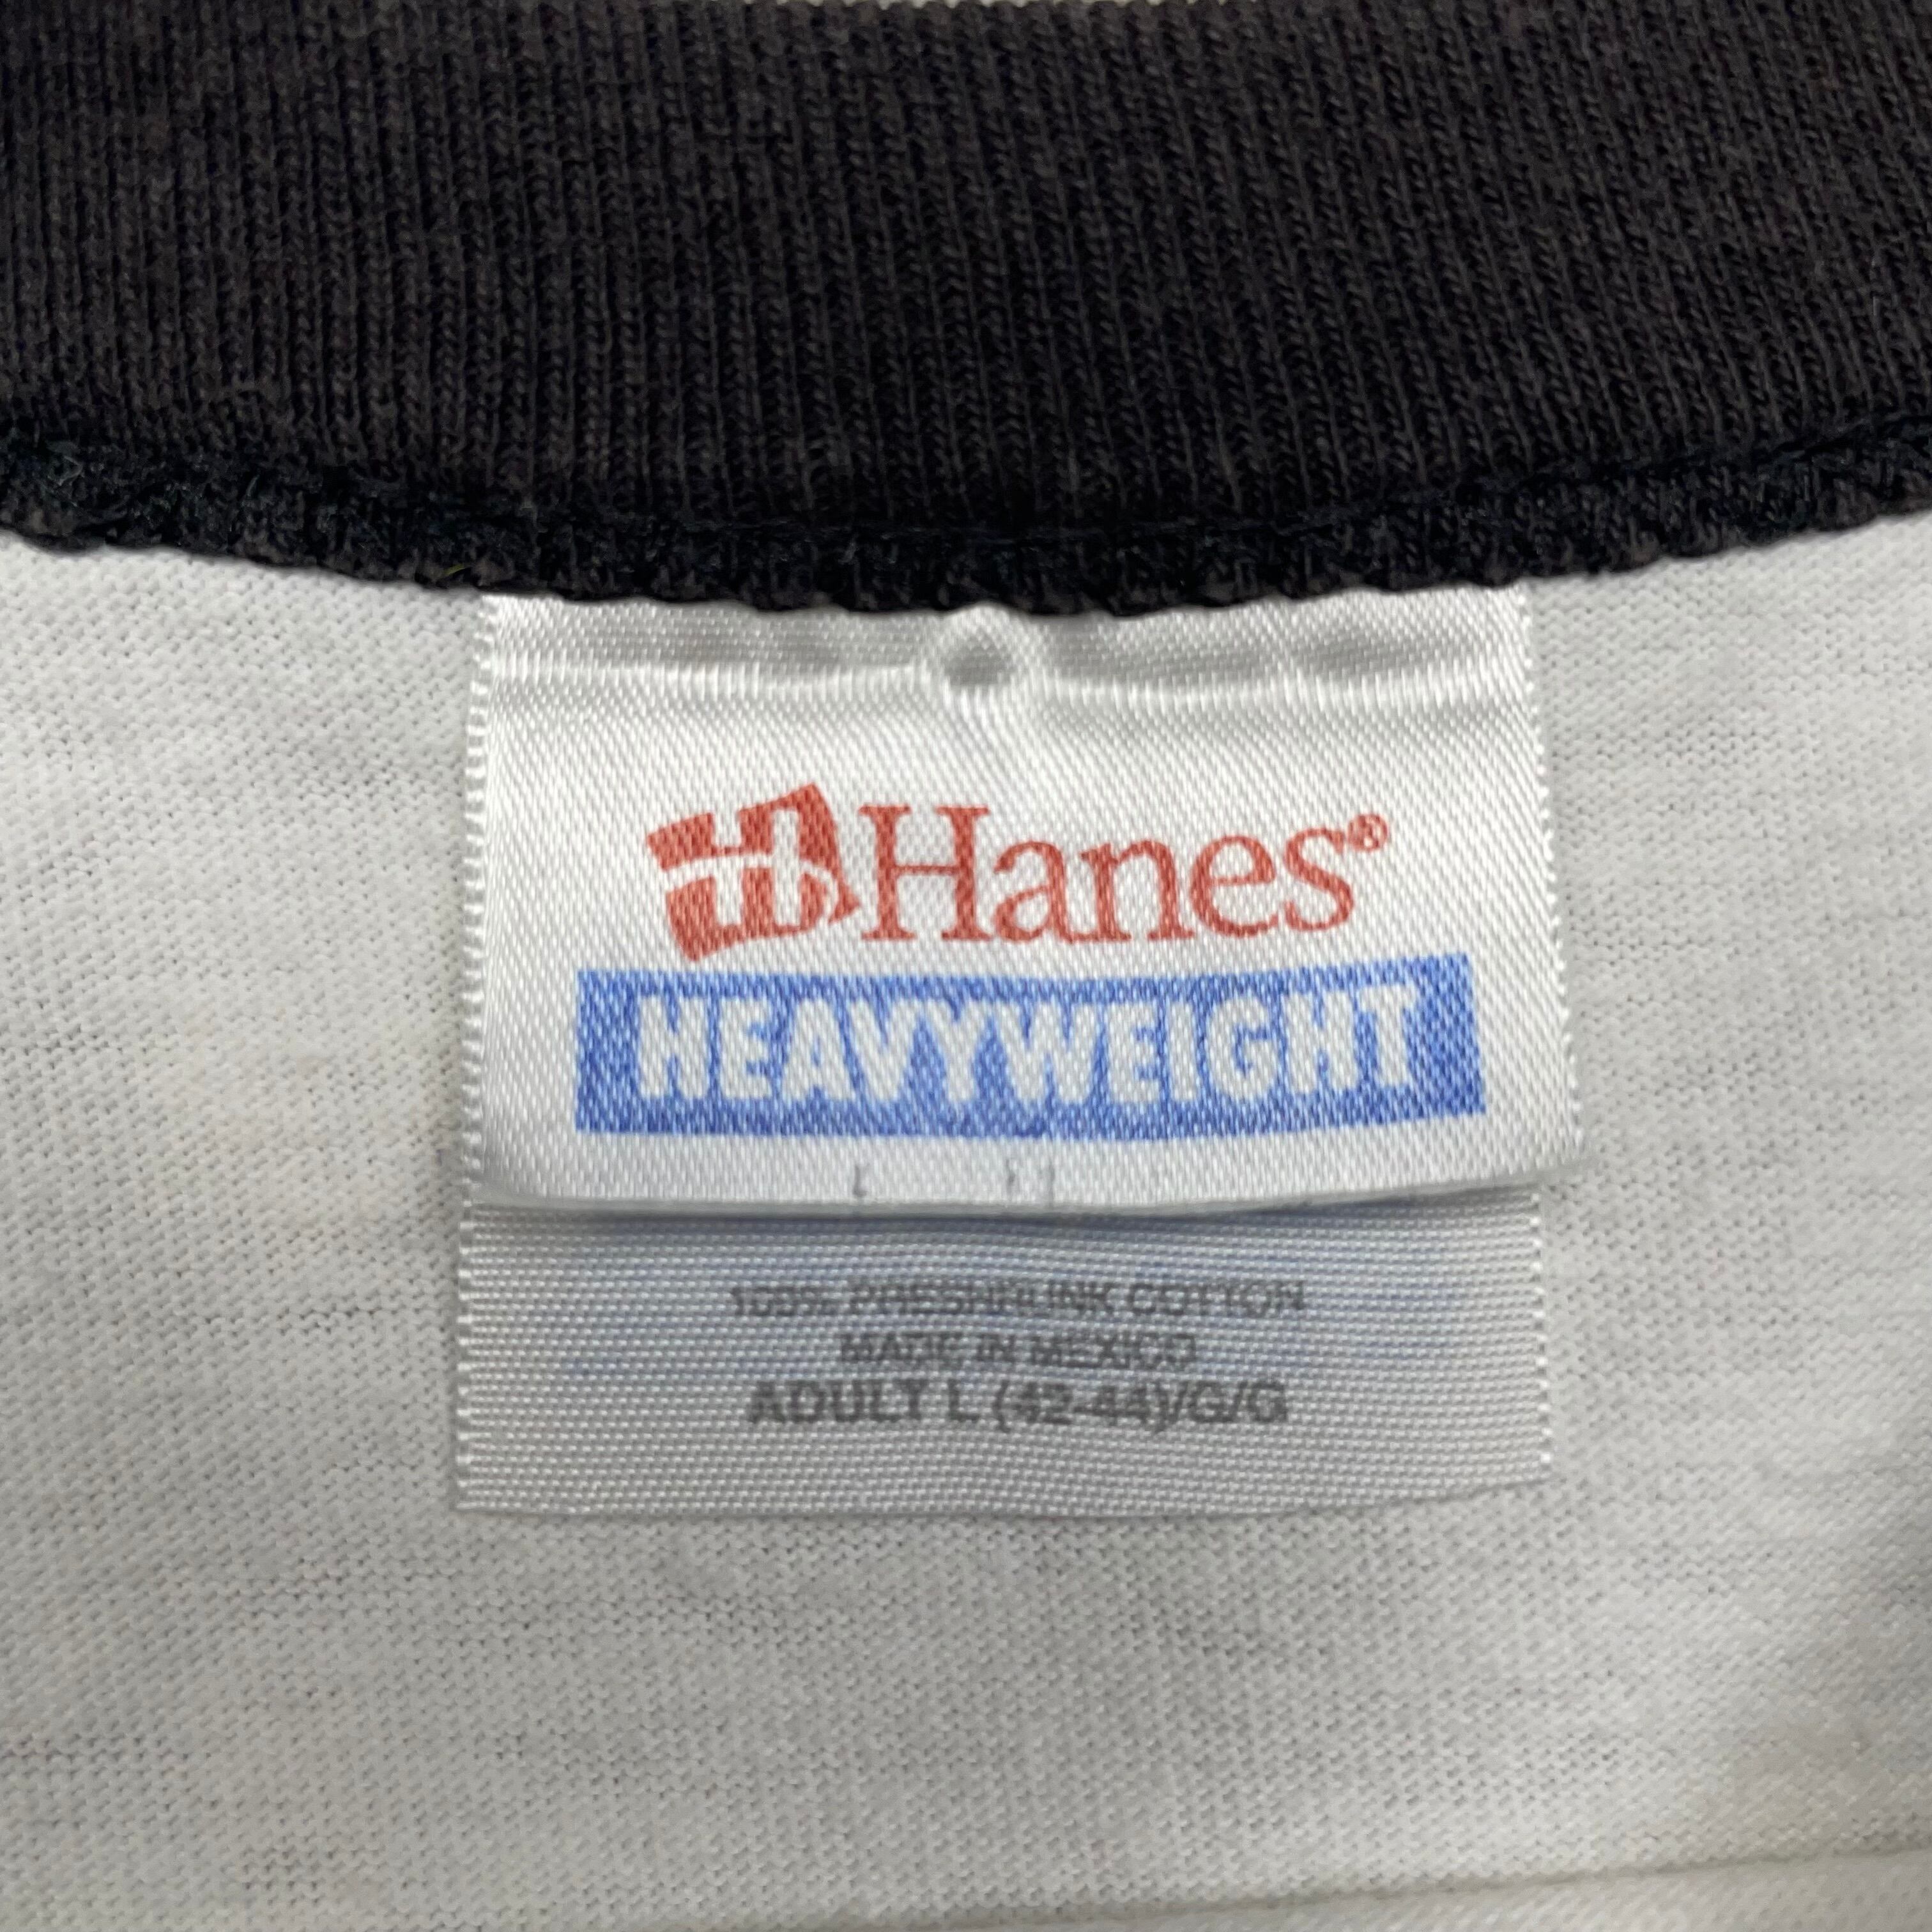 Hanes®
HEAVYWEIGHT
100% PRESHRUNK COTTON
MADE IN MEXICO
ADULT L (42-44)/G/G